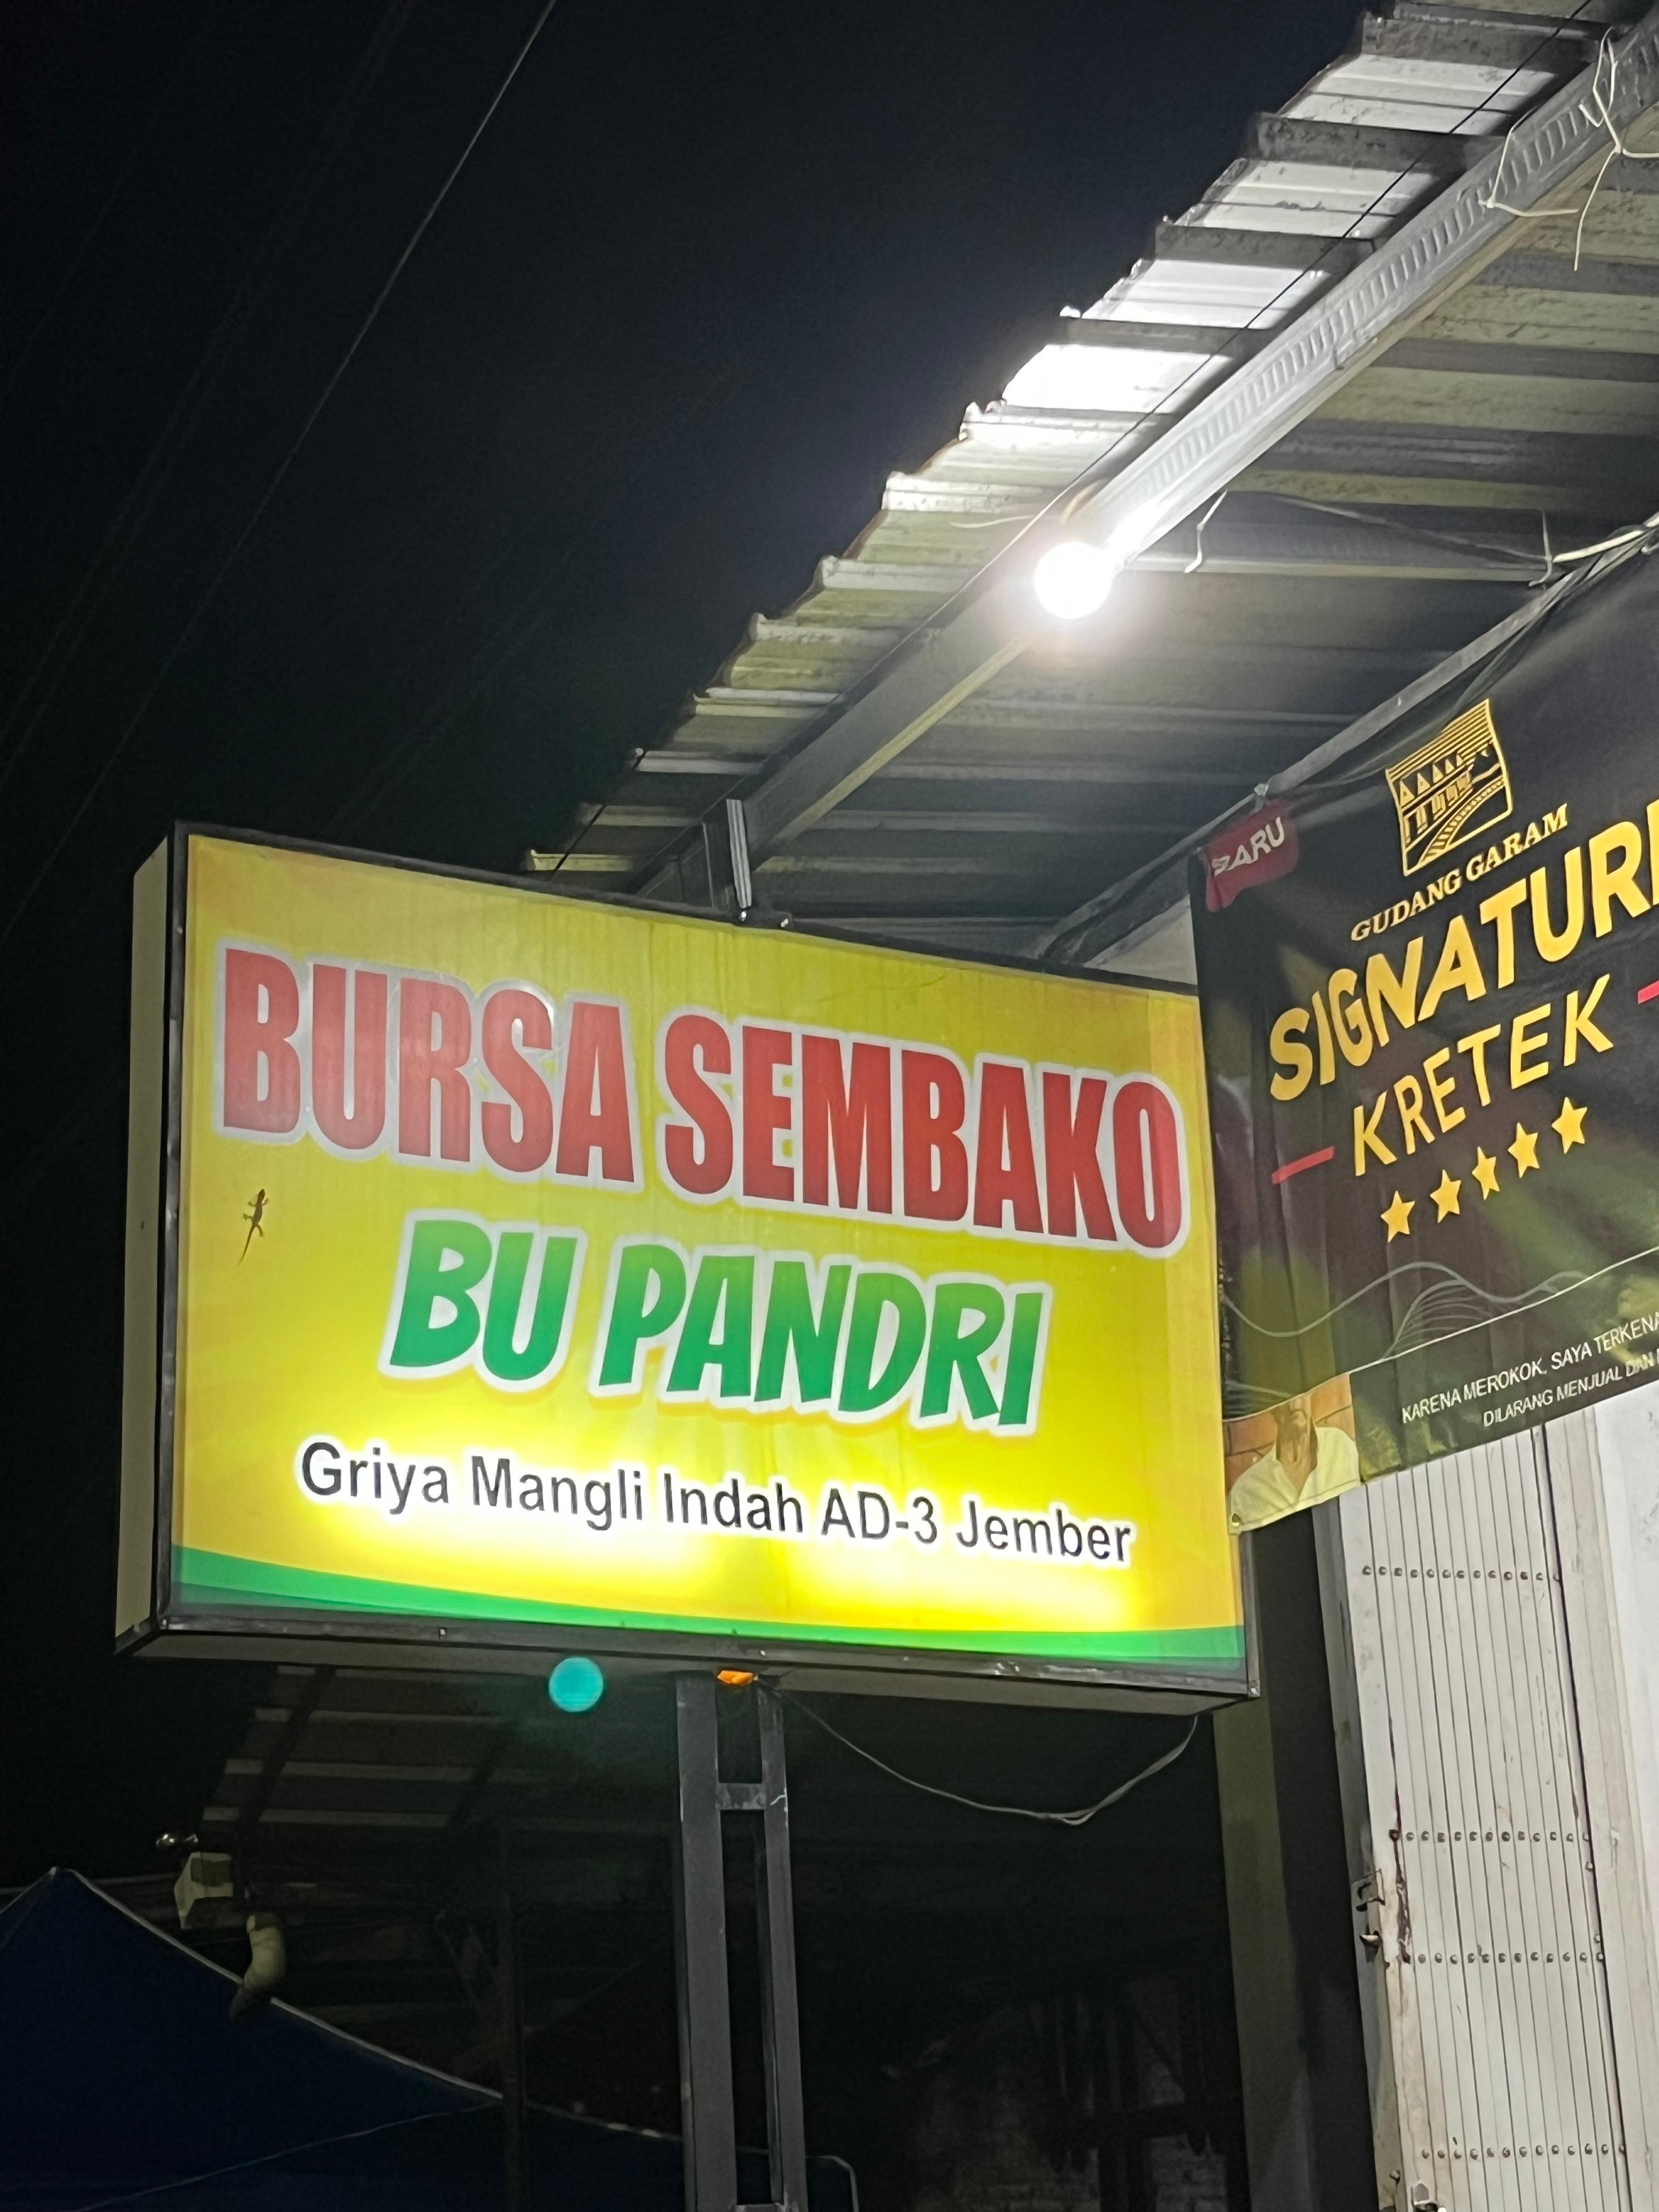 BURSA SEMBAKO
BU PANDRI
Griya Mangli Indah AD-3 Jember
BARU
GUDANG GARAM
SIGNATURE
KRETEK
KARENA MEROKOK, SAYA TERKENA
DILARANG MENJUAL DAN